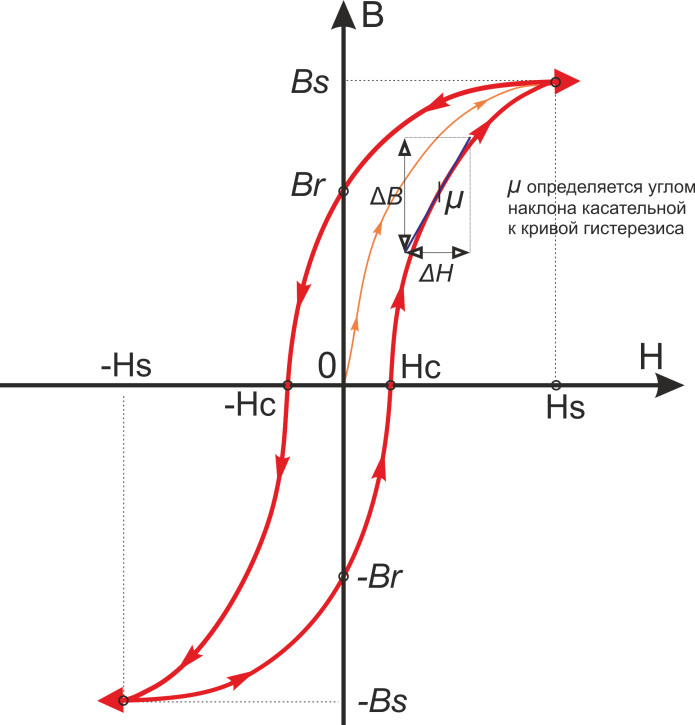 B
Bs
Br
ΔB
μ
μ определяется углом
наклона касательной
к кривой гистерезиса
ΔH
-Hs
0
Hc
H
-Hc
Hs
-Br
-Bs